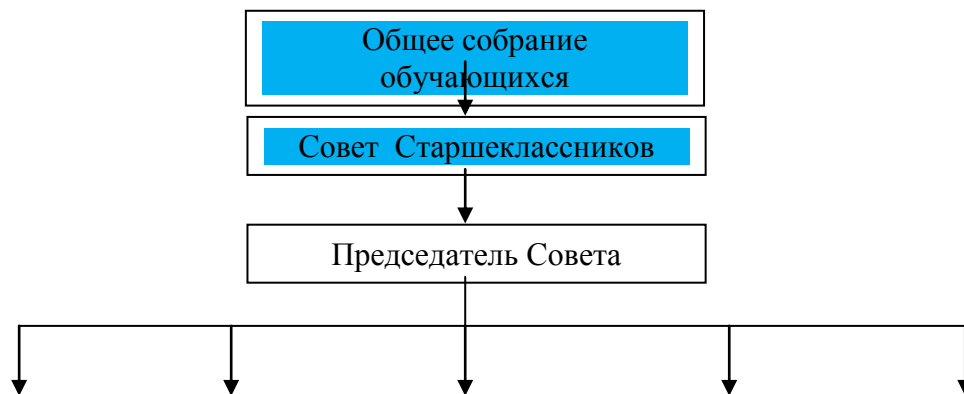 Общее собрание
обучающихся
Совет Старшеклассников
Председатель Совета